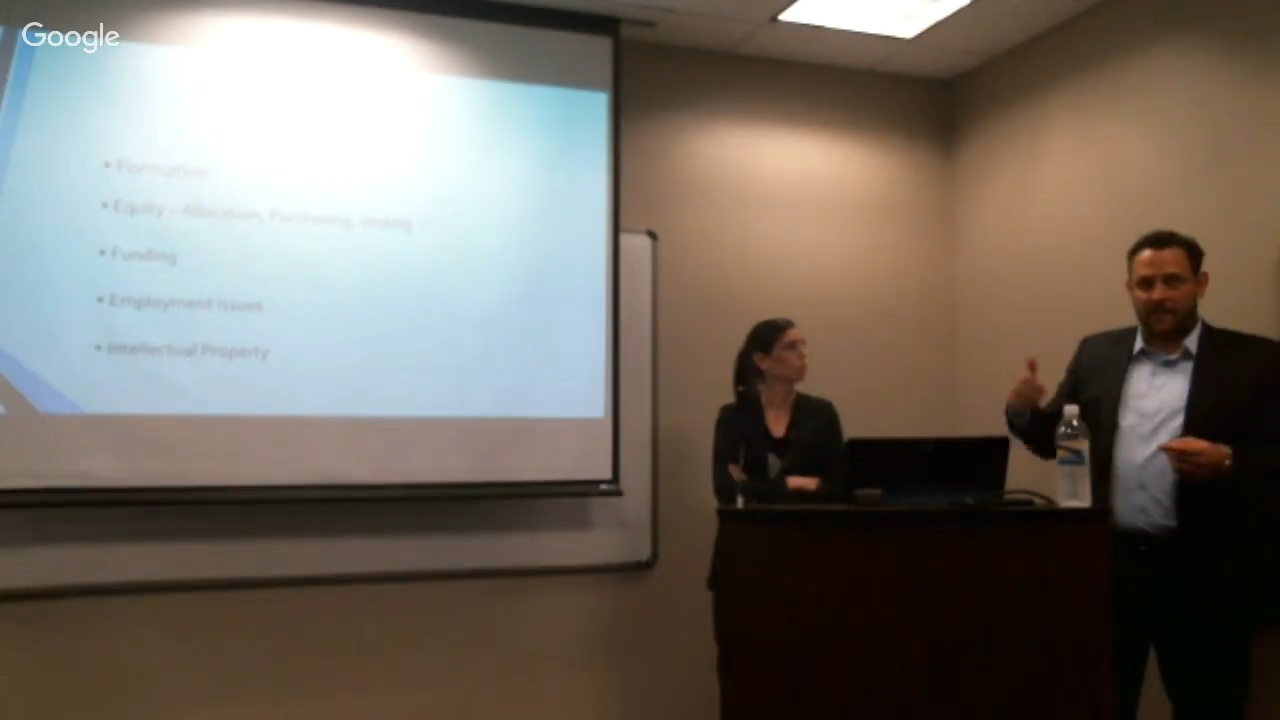 Google
• Formation
• Equity – Allocation, Purchasing, Vesting
• Funding
• Employment Issues
• Intellectual Property